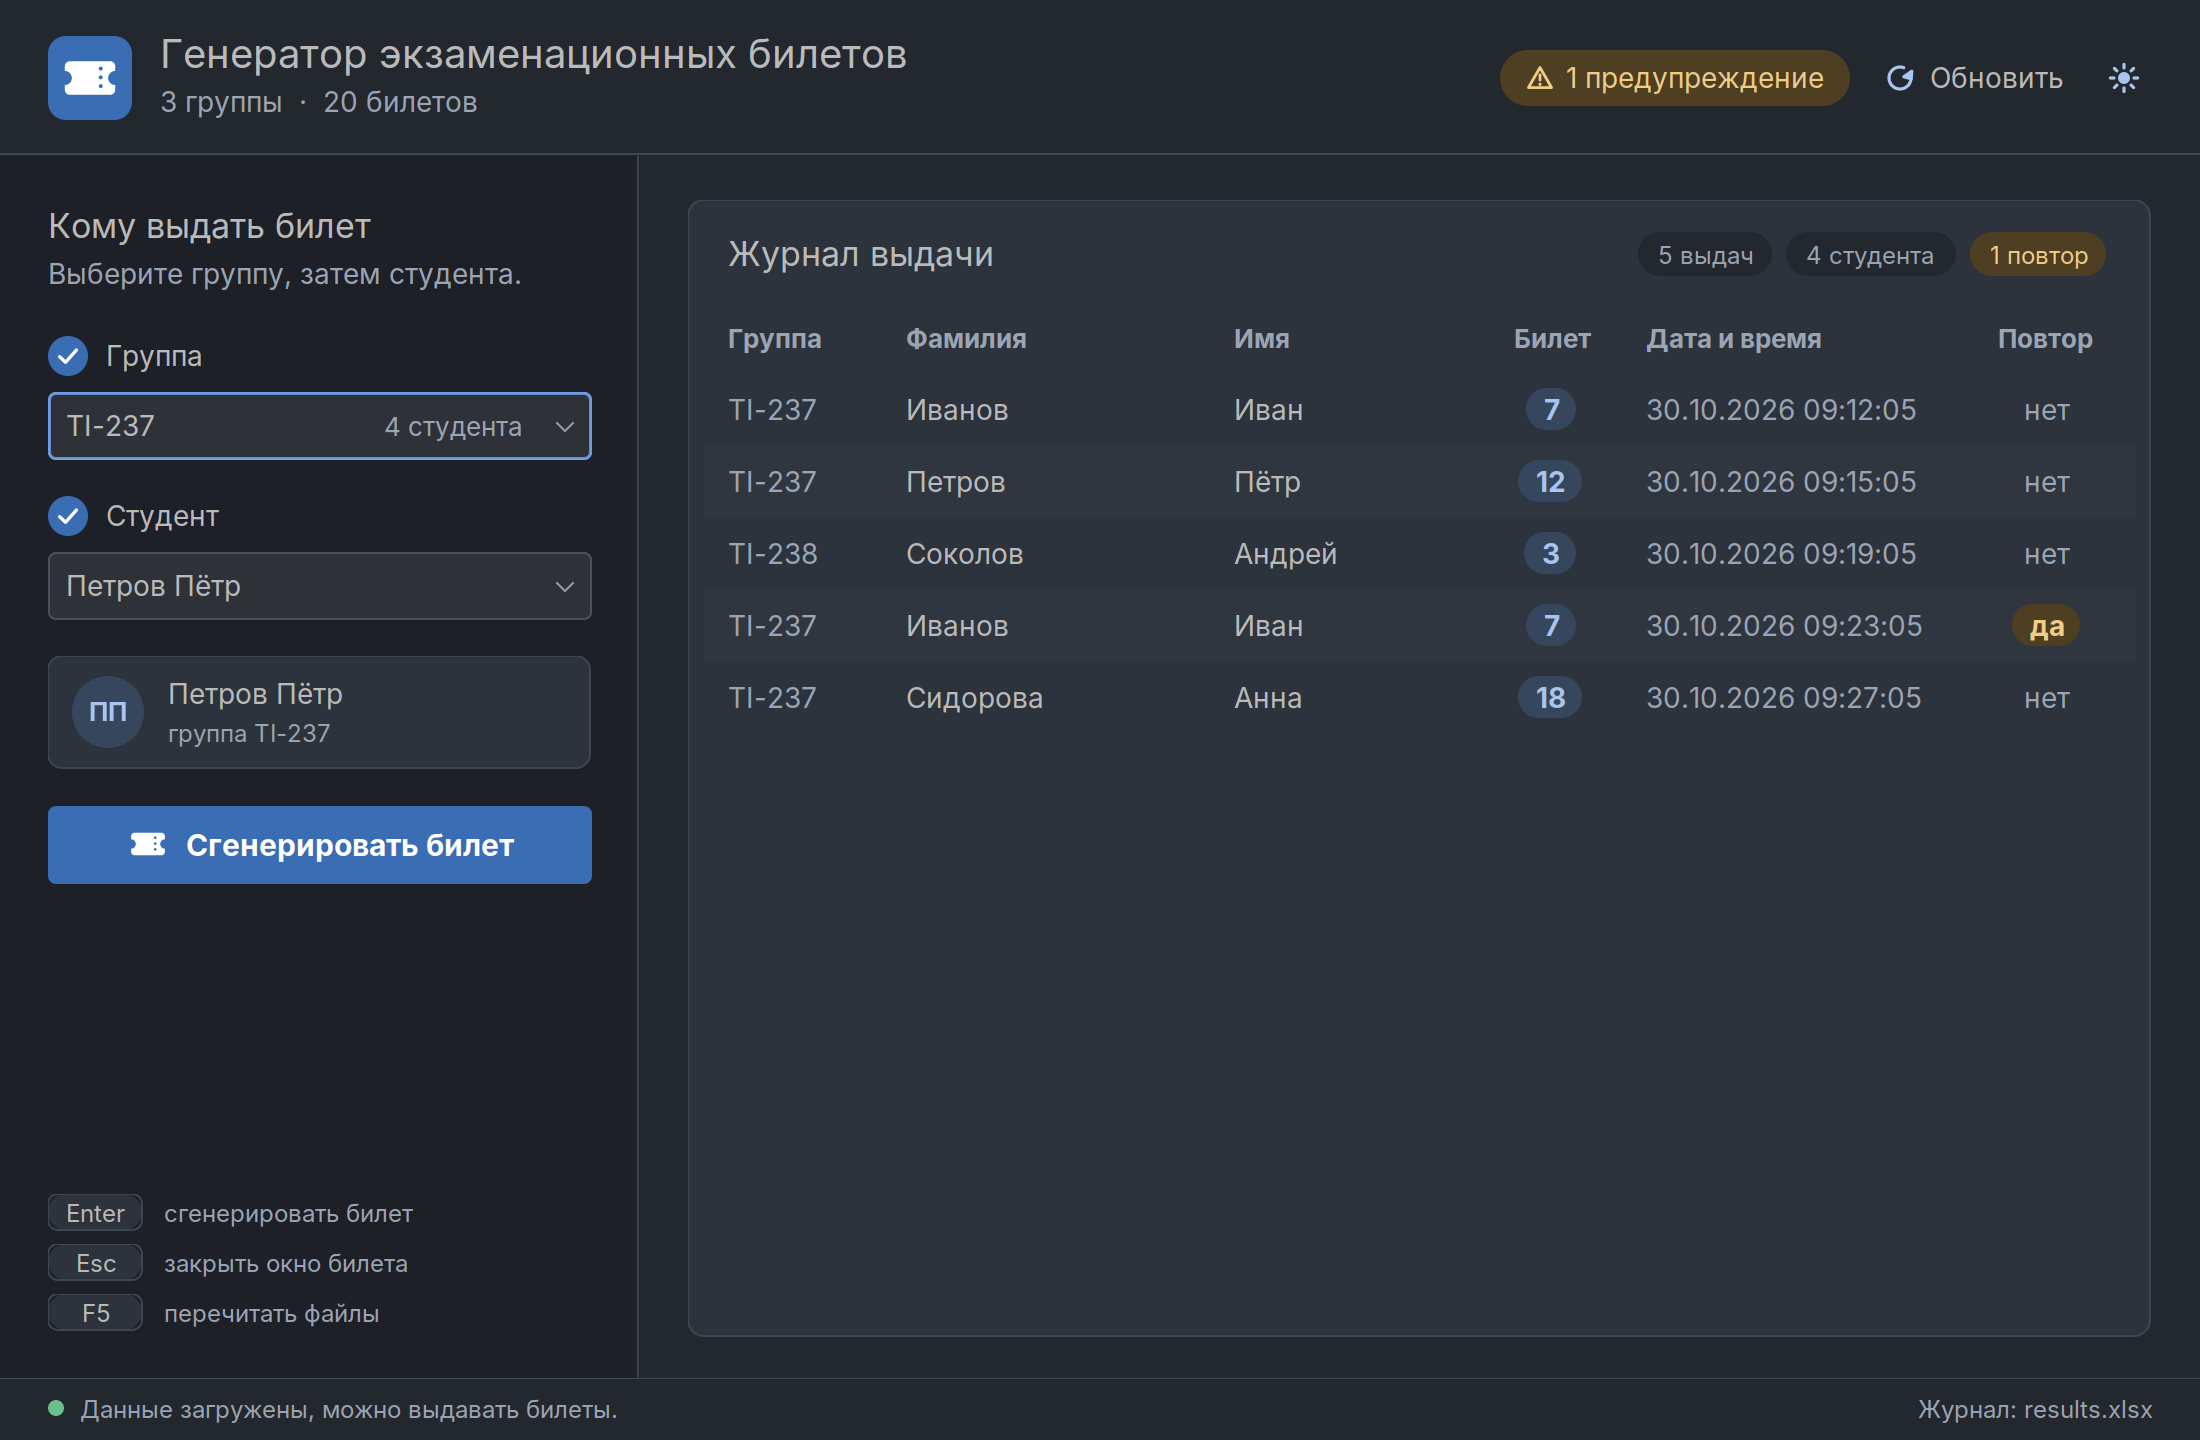 Генератор экзаменационных билетов
3 группы · 20 билетов
1 предупреждение
Обновить
Кому выдать билет
Выберите группу, затем студента.
Группа
TI-237 4 студента
Студент
Петров Пётр
ПП
Петров Пётр
группа TI-237
Сгенерировать билет
Enter сгенерировать билет
Esc закрыть окно билета
F5 перечитать файлы
Журнал выдачи
5 выдач 4 студента 1 повтор
Группа Фамилия Имя Билет Дата и время Повтор
TI-237 Иванов Иван 7 30.10.2026 09:12:05 нет
TI-237 Петров Пётр 12 30.10.2026 09:15:05 нет
TI-238 Соколов Андрей 3 30.10.2026 09:19:05 нет
TI-237 Иванов Иван 7 30.10.2026 09:23:05 да
TI-237 Сидорова Анна 18 30.10.2026 09:27:05 нет
Данные загружены, можно выдавать билеты.
Журнал: results.xlsx